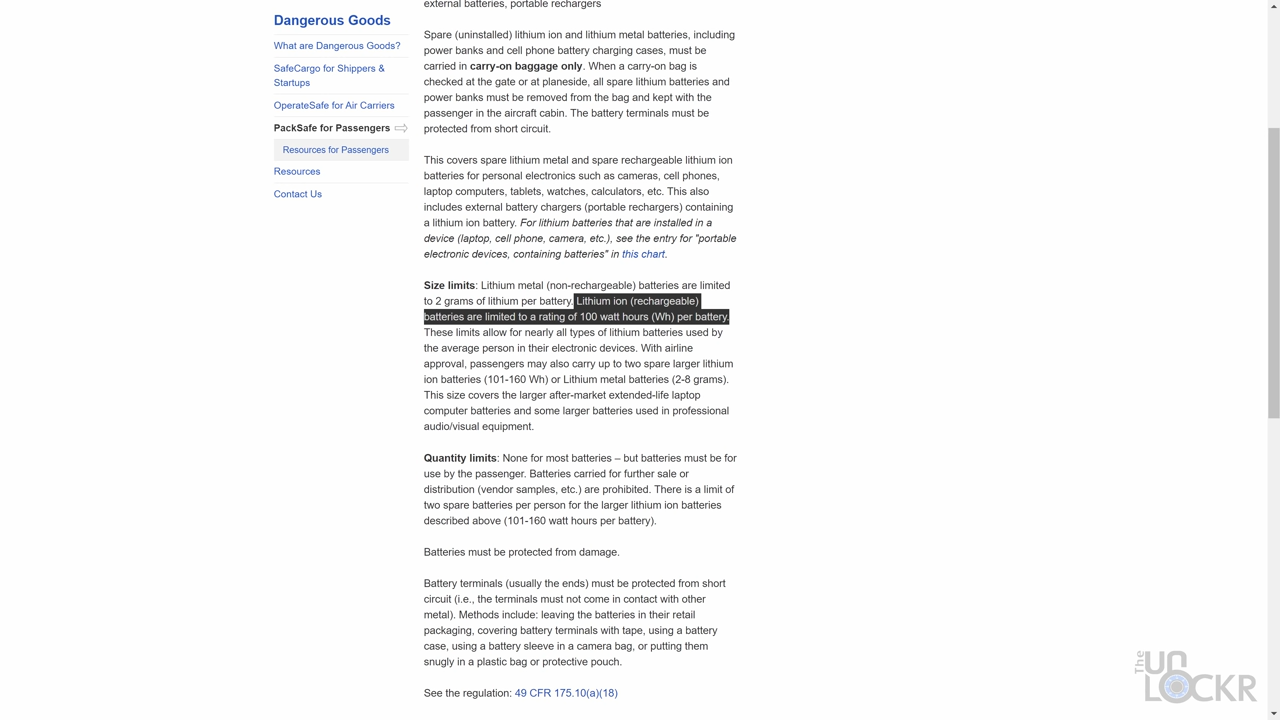 Dangerous Goods
What are Dangerous Goods?
SafeCargo for Shippers &
Startups
OperateSafe for Air Carriers
PackSafe for Passengers
Resources for Passengers
Resources
Contact Us
external batteries, portable rechargers
Spare (uninstalled) lithium ion and lithium metal batteries, including
power banks and cell phone battery charging cases, must be
carried in carry-on baggage only. When a carry-on bag is
checked at the gate or at planeside, all spare lithium batteries and
power banks must be removed from the bag and kept with the
passenger in the aircraft cabin. The battery terminals must be
protected from short circuit.
This covers spare lithium metal and spare rechargeable lithium ion
batteries for personal electronics such as cameras, cell phones,
laptop computers, tablets, watches, calculators, etc. This also
includes external battery chargers (portable rechargers) containing
a lithium ion battery. For lithium batteries that are installed in a
device (laptop, cell phone, camera, etc.), see the entry for "portable
electronic devices, containing batteries" in this chart.
Size limits: Lithium metal (non-rechargeable) batteries are limited
to 2 grams of lithium per battery. Lithium ion (rechargeable)
batteries are limited to a rating of 100 watt hours (Wh) per battery.
These limits allow for nearly all types of lithium batteries used by
the average person in their electronic devices. With airline
approval, passengers may also carry up to two spare larger lithium
ion batteries (101-160 Wh) or Lithium metal batteries (2-8 grams).
This size covers the larger after-market extended-life laptop
computer batteries and some larger batteries used in professional
audio/visual equipment.
Quantity limits: None for most batteries – but batteries must be for
use by the passenger. Batteries carried for further sale or
distribution (vendor samples, etc.) are prohibited. There is a limit of
two spare batteries per person for the larger lithium ion batteries
described above (101-160 watt hours per battery).
Batteries must be protected from damage.
Battery terminals (usually the ends) must be protected from short
circuit (i.e., the terminals must not come in contact with other
metal). Methods include: leaving the batteries in their retail
packaging, covering battery terminals with tape, using a battery
case, using a battery sleeve in a camera bag, or putting them
snugly in a plastic bag or protective pouch.
See the regulation: 49 CFR 175.10(a)(18)
The
UN
LOCKR